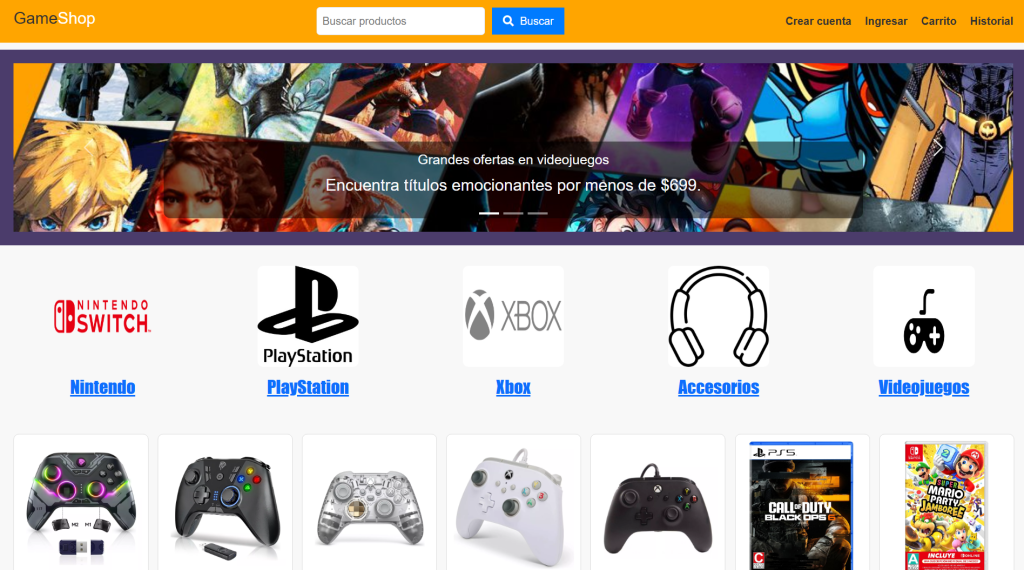 GameShop
Buscar productos
Buscar
Crear cuenta
Ingresar
Carrito
Historial
Grandes ofertas en videojuegos
Encuentra títulos emocionantes por menos de $699.
NINTENDO
SWITCH
PlayStation
XBOX
Nintendo
PlayStation
Xbox
Accesorios
Videojuegos
M2
M1
PS5
CALL OF DUTY
BLACK OPS 6
C
SUPER
MARIO
PARTY
JAMBOREE
A
INCLUYE